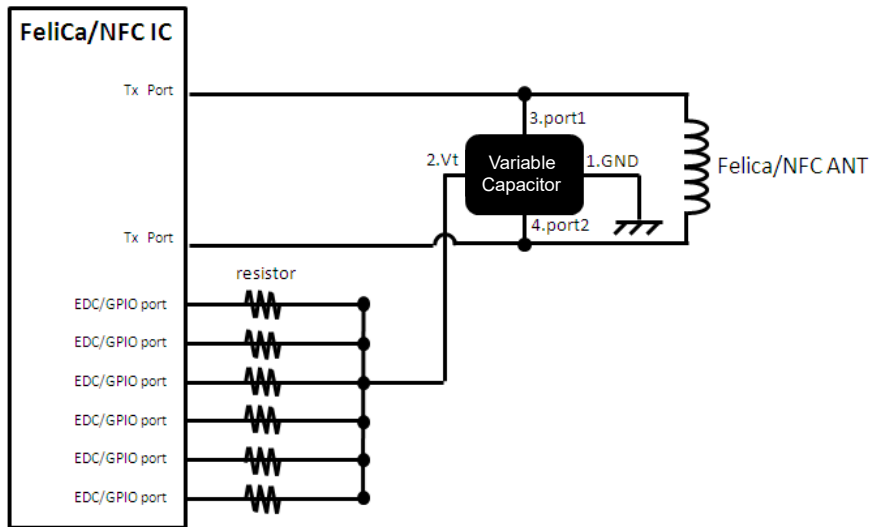 FeliCa/NFC IC
Tx Port
3.port1
2.Vt
Variable
Capacitor
1.GND
Felica/NFC ANT
4.port2
Tx Port
resistor
EDC/GPIO port
EDC/GPIO port
EDC/GPIO port
EDC/GPIO port
EDC/GPIO port
EDC/GPIO port